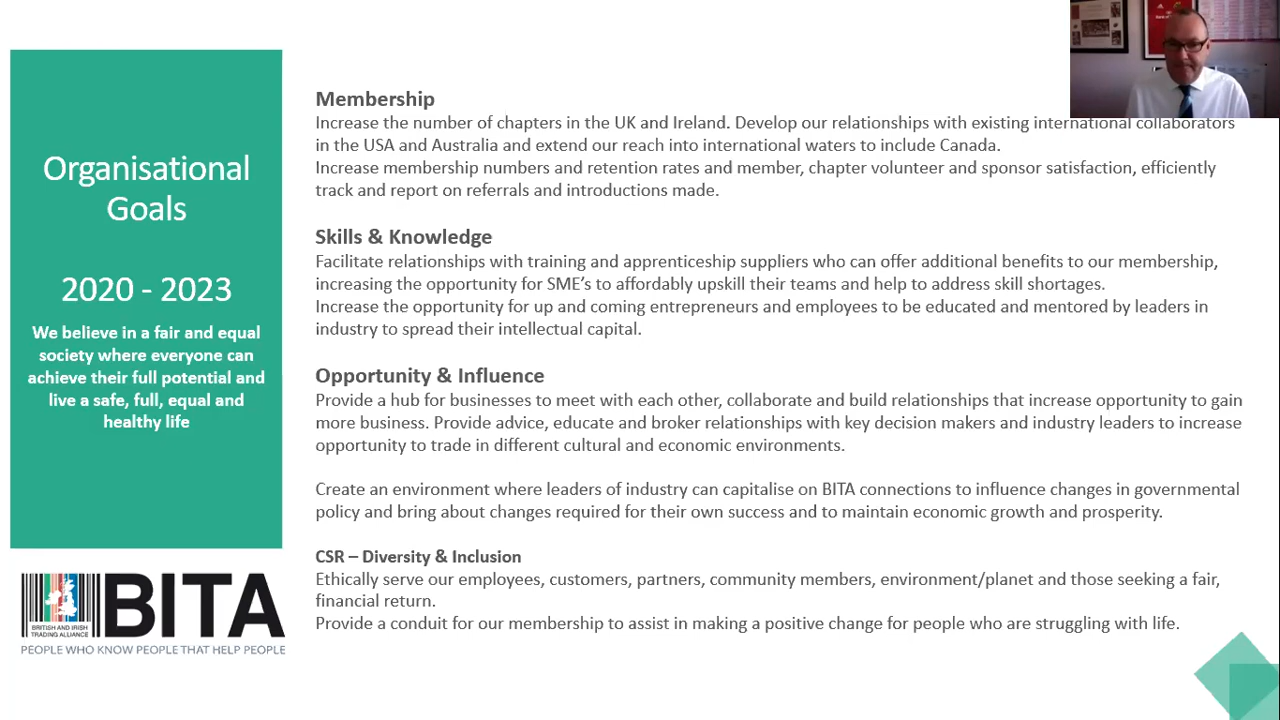 Organisational
Goals
2020 - 2023
We believe in a fair and equal
society where everyone can
achieve their full potential and
live a safe, full, equal and
healthy life
BITA
BRITISH AND IRISH
TRADING ALLIANCE
PEOPLE WHO KNOW PEOPLE THAT HELP PEOPLE
Membership
Increase the number of chapters in the UK and Ireland. Develop our relationships with existing international collaborators
in the USA and Australia and extend our reach into international waters to include Canada.
Increase membership numbers and retention rates and member, chapter volunteer and sponsor satisfaction, efficiently
track and report on referrals and introductions made.
Skills & Knowledge
Facilitate relationships with training and apprenticeship suppliers who can offer additional benefits to our membership,
increasing the opportunity for SME's to affordably upskill their teams and help to address skill shortages.
Increase the opportunity for up and coming entrepreneurs and employees to be educated and mentored by leaders in
industry to spread their intellectual capital.
Opportunity & Influence
Provide a hub for businesses to meet with each other, collaborate and build relationships that increase opportunity to gain
more business. Provide advice, educate and broker relationships with key decision makers and industry leaders to increase
opportunity to trade in different cultural and economic environments.
Create an environment where leaders of industry can capitalise on BITA connections to influence changes in governmental
policy and bring about changes required for their own success and to maintain economic growth and prosperity.
CSR – Diversity & Inclusion
Ethically serve our employees, customers, partners, community members, environment/planet and those seeking a fair,
financial return.
Provide a conduit for our membership to assist in making a positive change for people who are struggling with life.